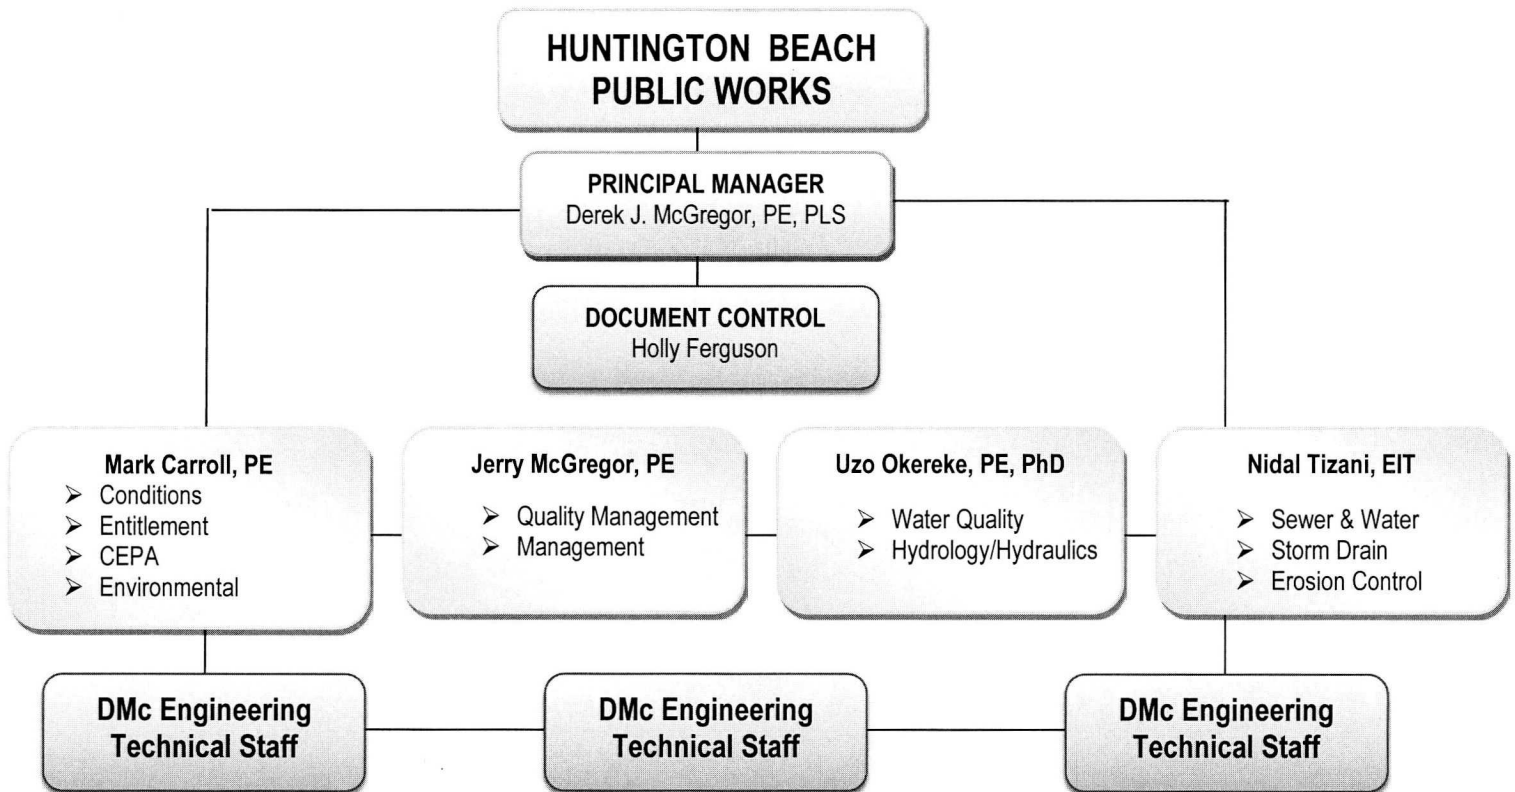 HUNTINGTON BEACH
PUBLIC WORKS
PRINCIPAL MANAGER
Derek J. McGregor, PE, PLS
DOCUMENT CONTROL
Holly Ferguson
Mark Carroll, PE
➤ Conditions
➤ Entitlement
➤ CEPA
➤ Environmental
Jerry McGregor, PE
➤ Quality Management
➤ Management
Uzo Okereke, PE, PhD
➤ Water Quality
➤ Hydrology/Hydraulics
Nidal Tizani, EIT
➤ Sewer & Water
➤ Storm Drain
➤ Erosion Control
DMc Engineering
Technical Staff
DMc Engineering
Technical Staff
DMc Engineering
Technical Staff